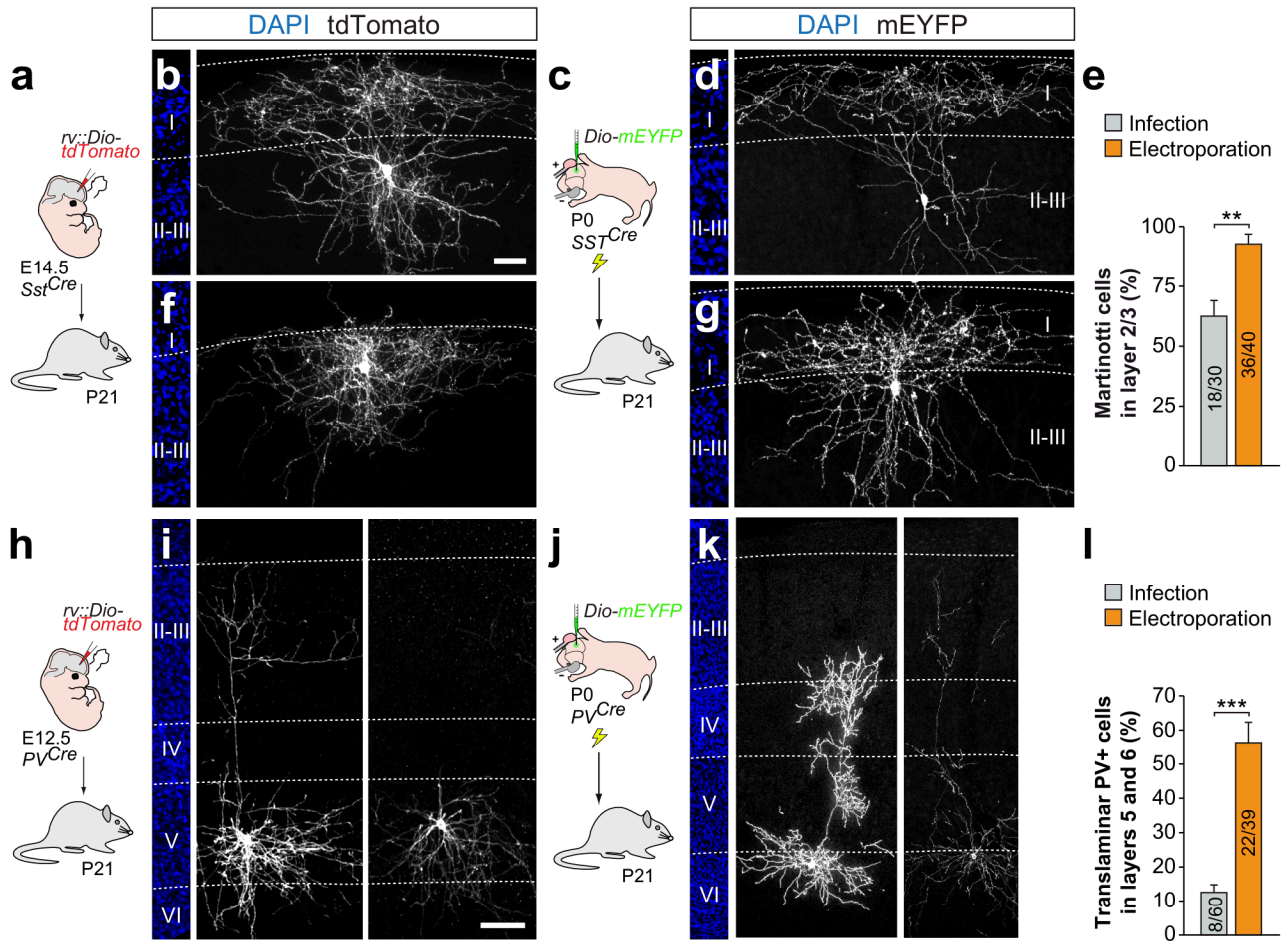 DAPI tdTomato
DAPI mEYFP
a
rv::Dio-
tdTomato
E14.5
SstCre
P21
b
I
II-III
f
I
II-III
c
Dio-mEYFP
+
-
P0
SSTCre
P21
d
I
II-III
I
II-III
g
I
II-III
I
II-III
e
Infection
Electroporation
Martinotti cells
in layer 2/3 (%)
100
75
50
25
0
**
18/30
36/40
h
rv::Dio-
tdTomato
E12.5
PVCre
P21
i
II-III
IV
V
VI
j
Dio-mEYFP
+
-
P0
PVCre
P21
k
II-III
IV
V
VI
l
Infection
Electroporation
Translaminar PV+ cells
in layers 5 and 6 (%)
70
60
50
40
30
20
10
0
***
8/60
22/39